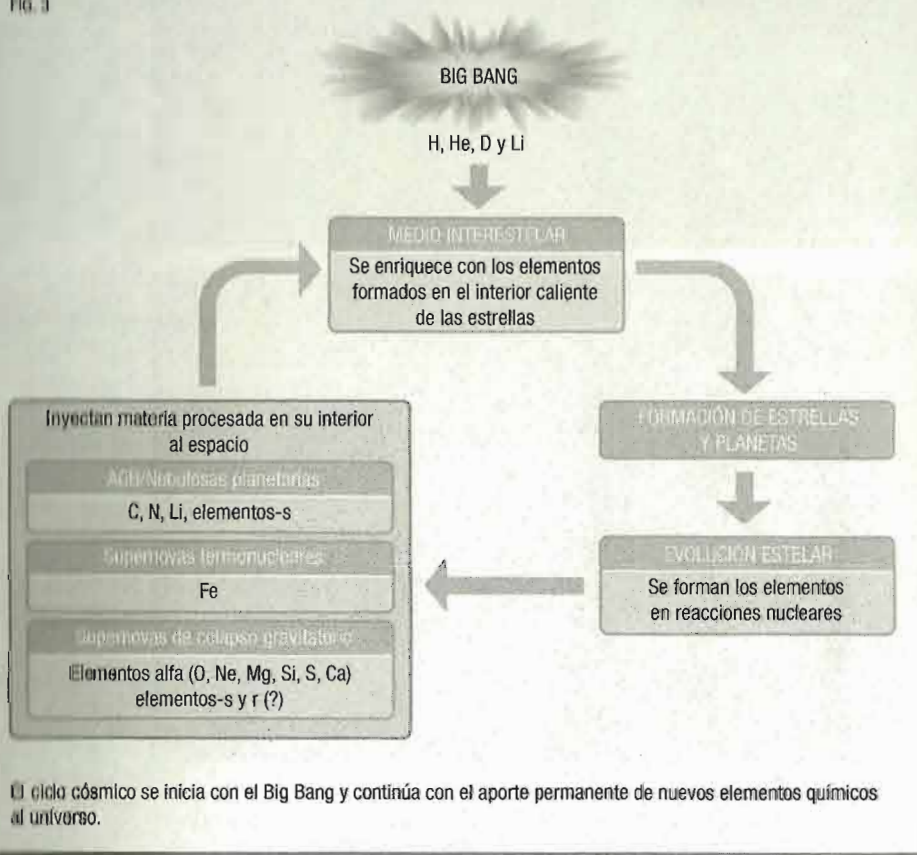 FIG. 3
BIG BANG
H, He, D y Li
MEDIO INTERESTELAR
Se enriquece con los elementos
formados en el interior caliente
de las estrellas
FORMACIÓN DE ESTRELLAS
Y PLANETAS
EVOLUCIÓN ESTELAR
Se forman los elementos
en reacciones nucleares
Inyectan materia procesada en su interior
al espacio
AGB/Nebulosas planetarias
C, N, Li, elementos-s
Supernovas termonucleares
Fe
Supernovas de colapso gravitatorio
Elementos alfa (O, Ne, Mg, Si, S, Ca)
elementos-s y r (?)
El ciclo cósmico se inicia con el Big Bang y continúa con el aporte permanente de nuevos elementos químicos
al universo.